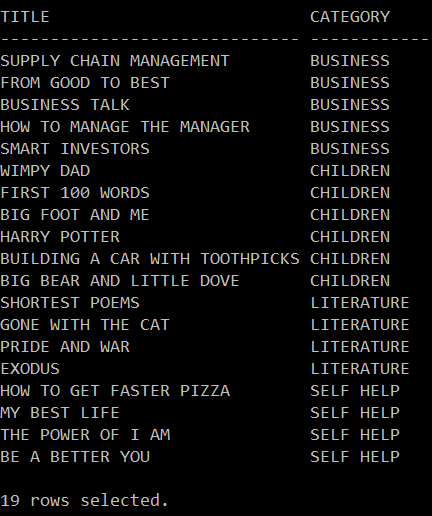 TITLE                          CATEGORY
------------------------------ ------------
SUPPLY CHAIN MANAGEMENT        BUSINESS
FROM GOOD TO BEST              BUSINESS
BUSINESS TALK                  BUSINESS
HOW TO MANAGE THE MANAGER      BUSINESS
SMART INVESTORS                BUSINESS
WIMPY DAD                      CHILDREN
FIRST 100 WORDS                CHILDREN
BIG FOOT AND ME                CHILDREN
HARRY POTTER                   CHILDREN
BUILDING A CAR WITH TOOTHPICKS CHILDREN
BIG BEAR AND LITTLE DOVE       CHILDREN
SHORTEST POEMS                 LITERATURE
GONE WITH THE CAT              LITERATURE
PRIDE AND WAR                  LITERATURE
EXODUS                         LITERATURE
HOW TO GET FASTER PIZZA        SELF HELP
MY BEST LIFE                   SELF HELP
THE POWER OF I AM              SELF HELP
BE A BETTER YOU                SELF HELP

19 rows selected.